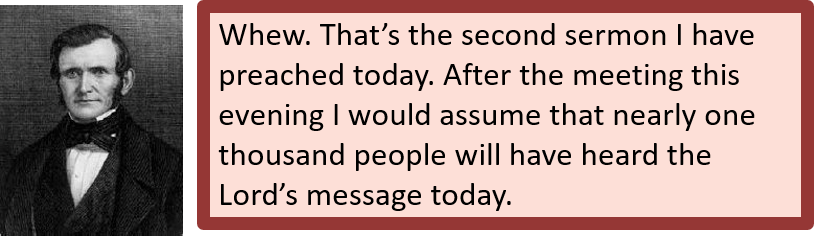 Whew. That’s the second sermon I have
preached today. After the meeting this
evening I would assume that nearly one
thousand people will have heard the
Lord’s message today.